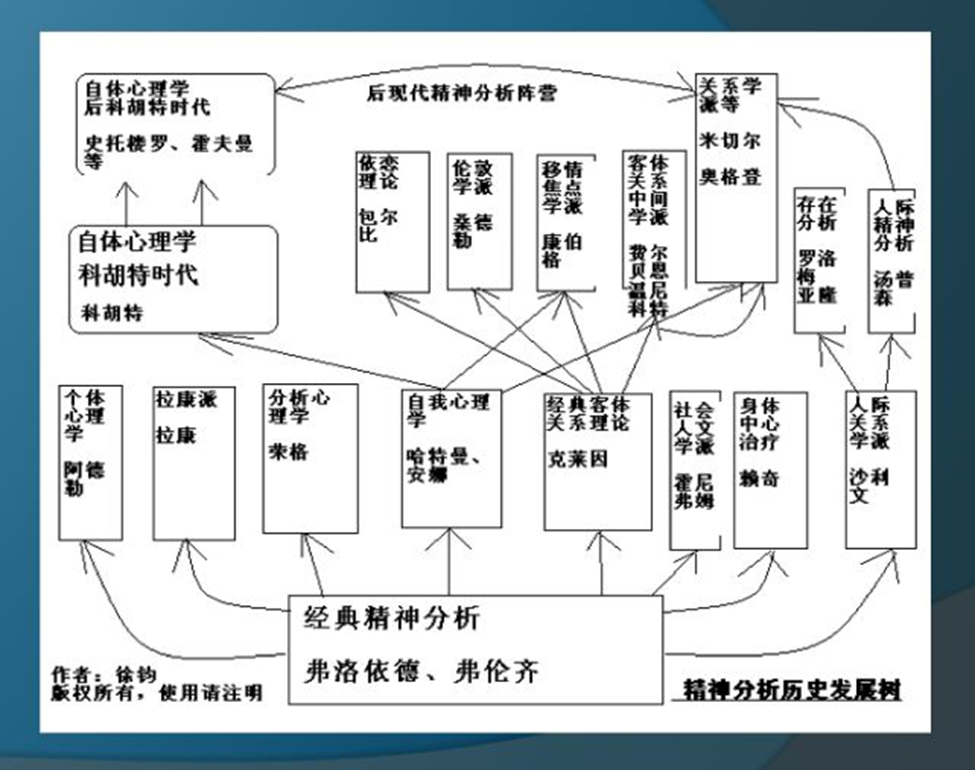 自体心理学
后科胡特时代
史托楼罗、霍夫曼
等
后现代精神分析阵营
关系学
派等
米切尔
奥格登
依恋
理论
包尔
比
伦敦
学派
桑德
勒
移情
焦点
学派
康伯
格
客体
关系
中间
学派
费尔
贝恩
温尼
科特
存在
分析
罗洛
梅
亚隆
人际
精神
分析
汤普
森
自体心理学
科胡特时代
科胡特
个体
心理
学
阿德
勒
拉康派
拉康
分析心
理学
荣格
自我心理
学
哈特曼、
安娜
经典客体
关系理论
克莱因
社会
人文
学派
霍尼
弗姆
身体
中心
治疗
赖奇
人际
关系
学派
沙利
文
经典精神分析
弗洛依德、弗伦齐
作者：徐钧
版权所有，使用请注明
精神分析历史发展树